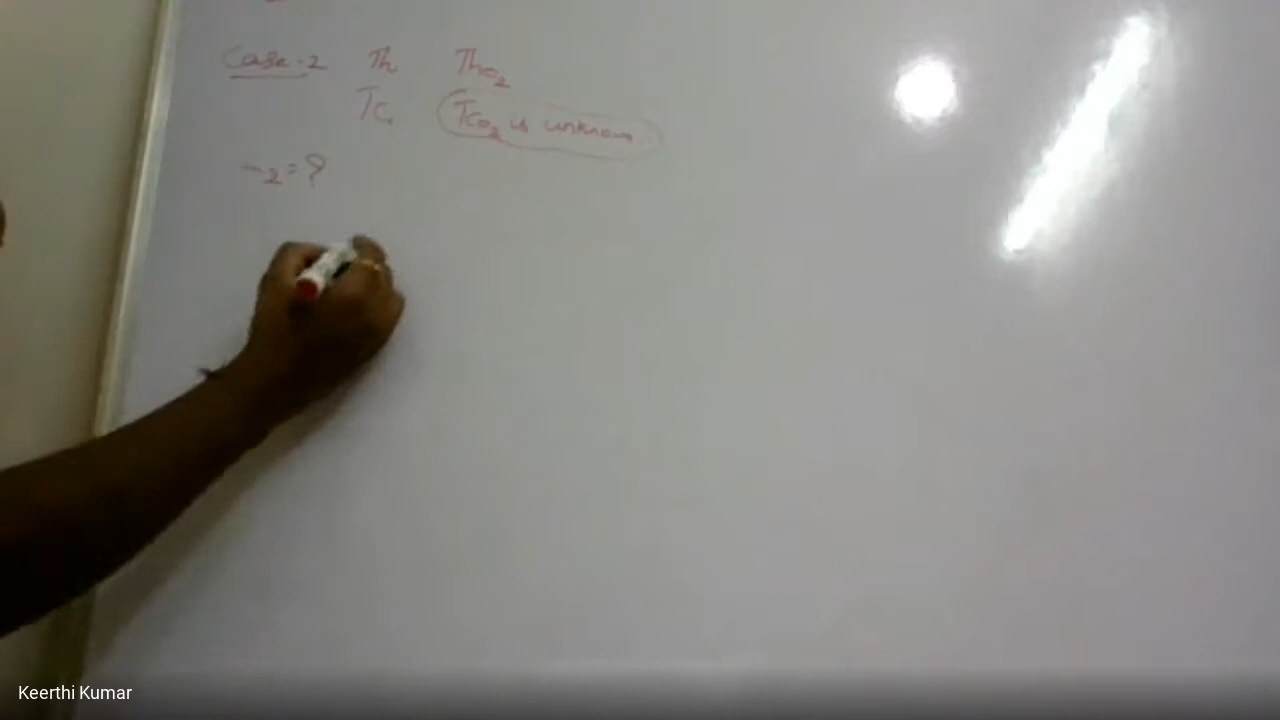 Case-2 Th Tho2
Tc Tco2 is unknown
2 = ?
Keerthi Kumar